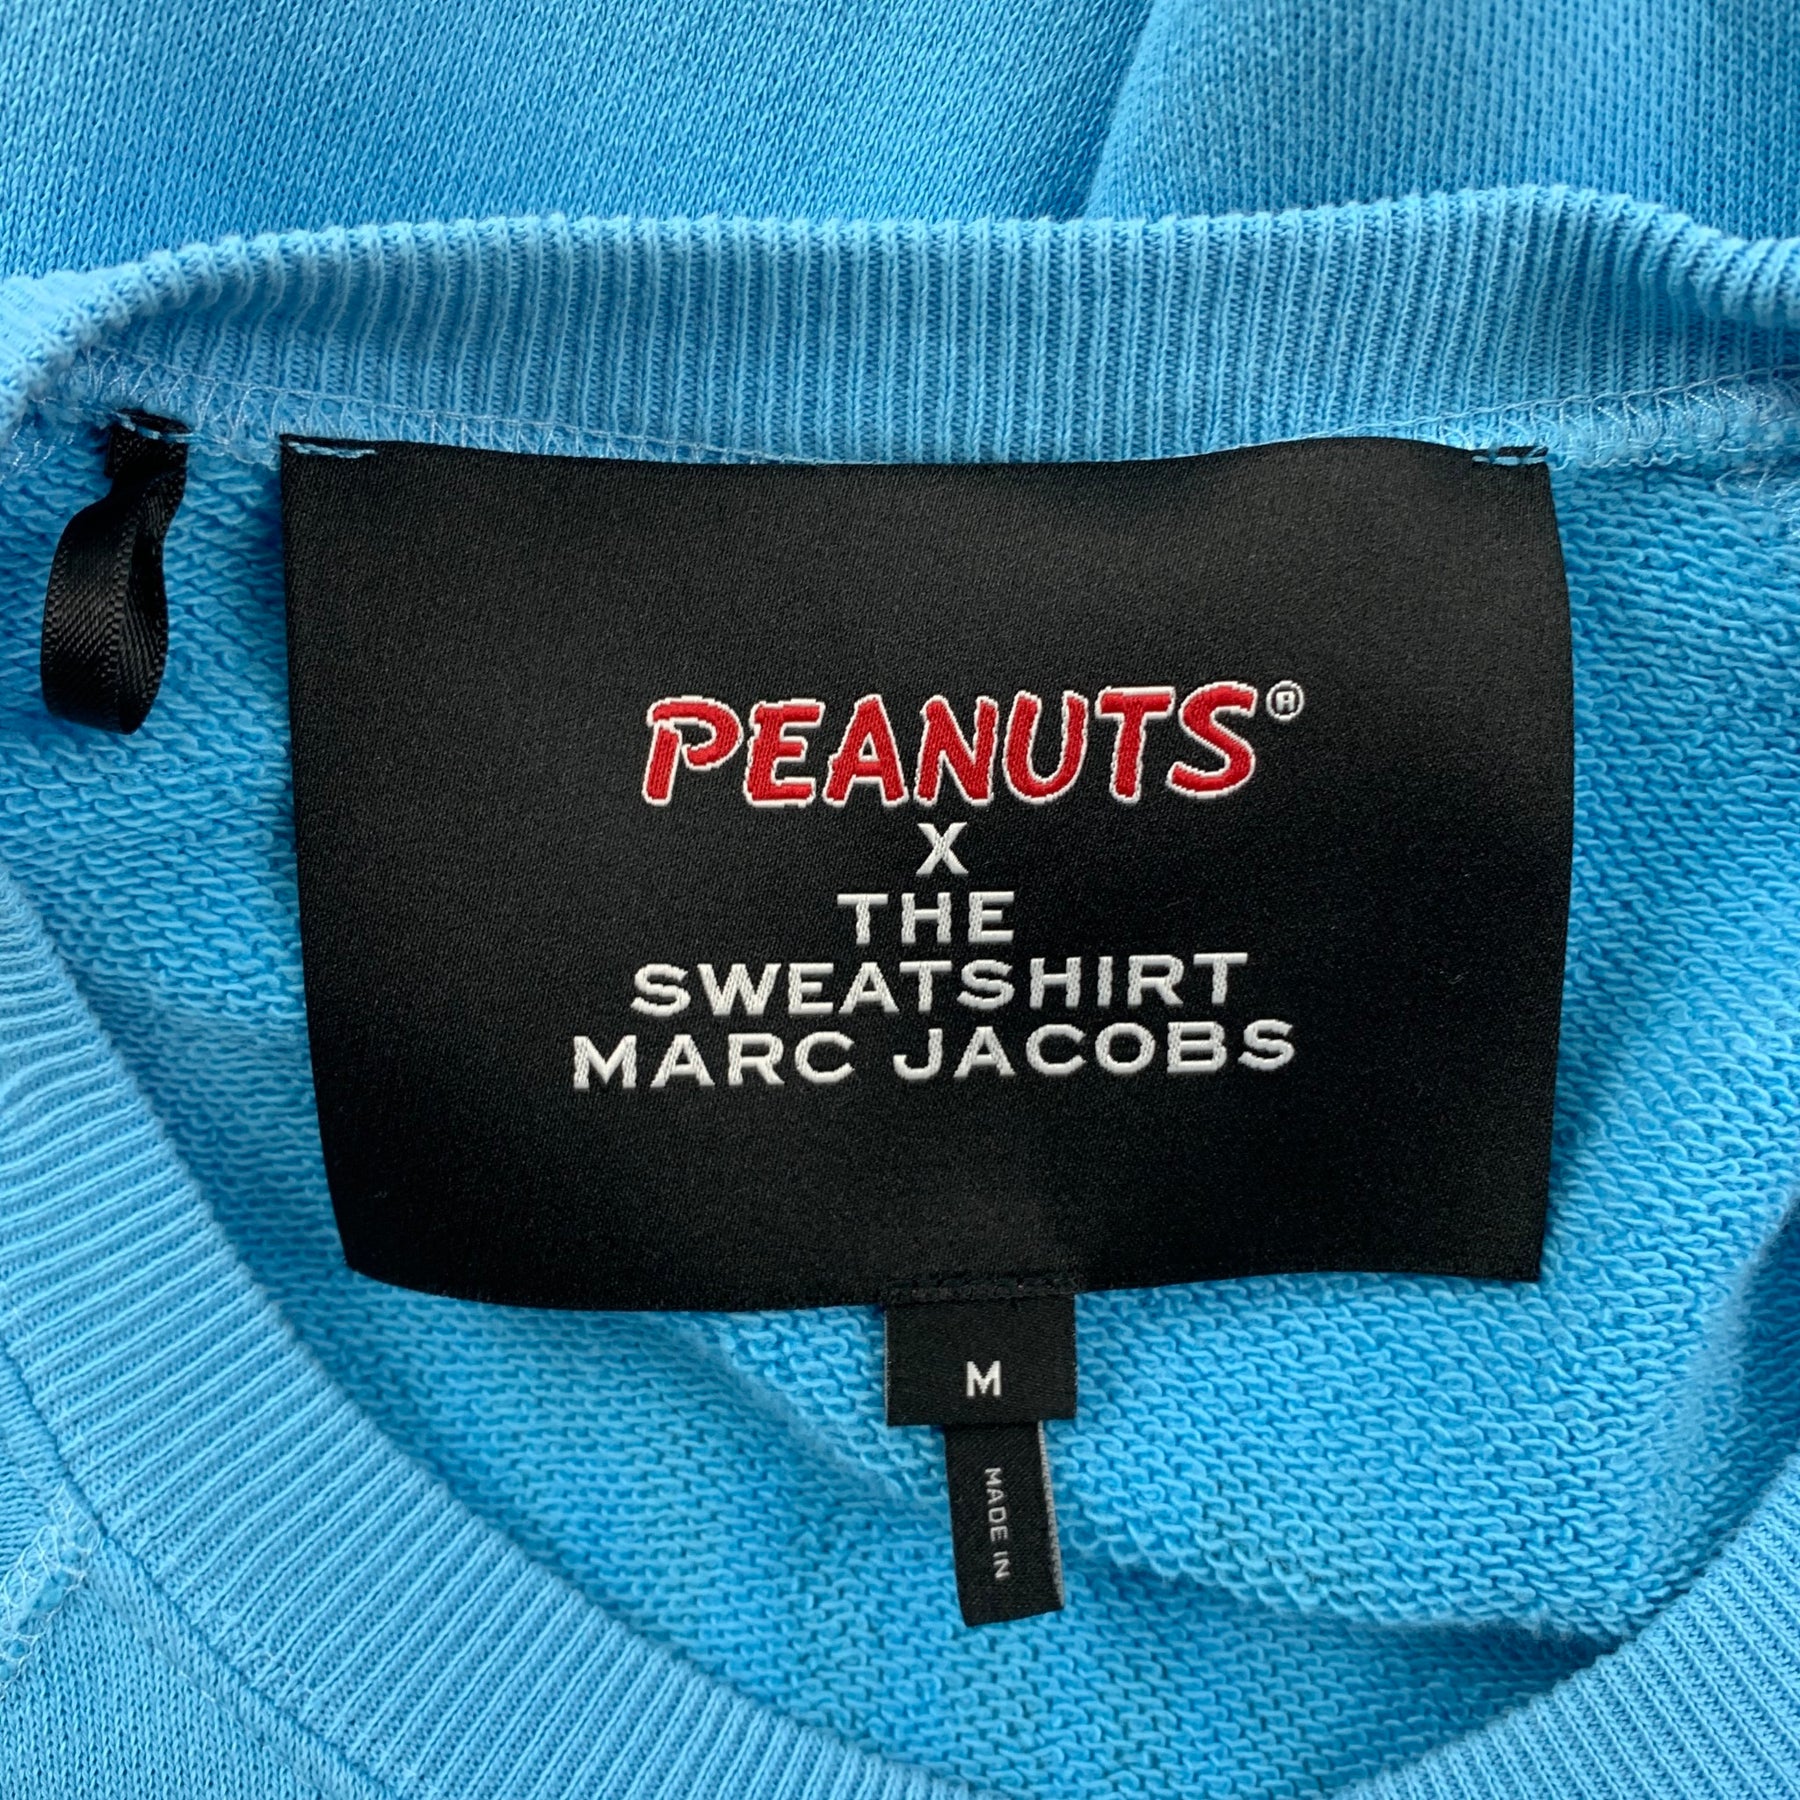 PEANUTS®
X
THE
SWEATSHIRT
MARC JACOBS
M
MADE IN